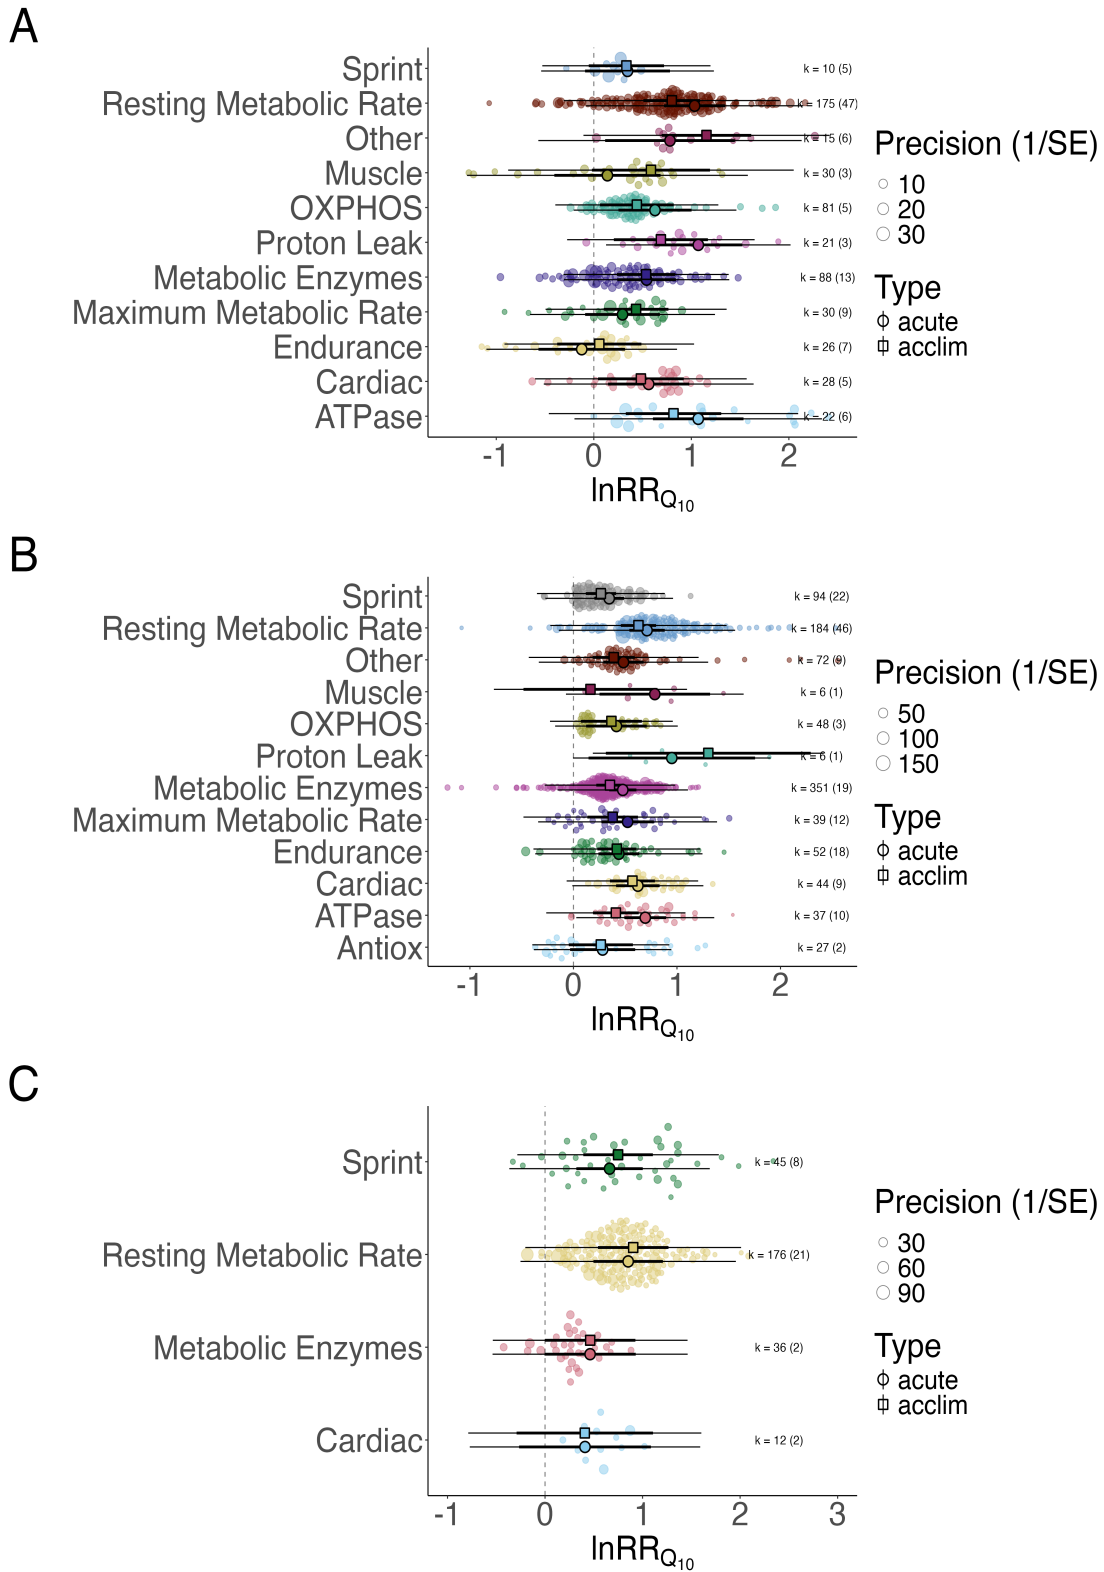 A
Sprint
k = 10 (5)
Resting Metabolic Rate
k = 175 (47)
Other
k = 15 (6)
Muscle
k = 30 (3)
OXPHOS
k = 81 (5)
Proton Leak
k = 21 (3)
Metabolic Enzymes
k = 88 (13)
Maximum Metabolic Rate
k = 30 (9)
Endurance
k = 26 (7)
Cardiac
k = 28 (5)
ATPase
k = 22 (6)
-1 0 1 2
lnRR Q10
Precision (1/SE)
10
20
30
Type
acute
acclim
B
Sprint
k = 94 (22)
Resting Metabolic Rate
k = 184 (46)
Other
k = 72 (9)
Muscle
k = 6 (1)
OXPHOS
k = 48 (3)
Proton Leak
k = 6 (1)
Metabolic Enzymes
k = 351 (19)
Maximum Metabolic Rate
k = 39 (12)
Endurance
k = 52 (18)
Cardiac
k = 44 (9)
ATPase
k = 37 (10)
Antiox
k = 27 (2)
-1 0 1 2
lnRR Q10
Precision (1/SE)
50
100
150
Type
acute
acclim
C
Sprint
k = 45 (8)
Resting Metabolic Rate
k = 176 (21)
Metabolic Enzymes
k = 36 (2)
Cardiac
k = 12 (2)
-1 0 1 2 3
lnRR Q10
Precision (1/SE)
30
60
90
Type
acute
acclim